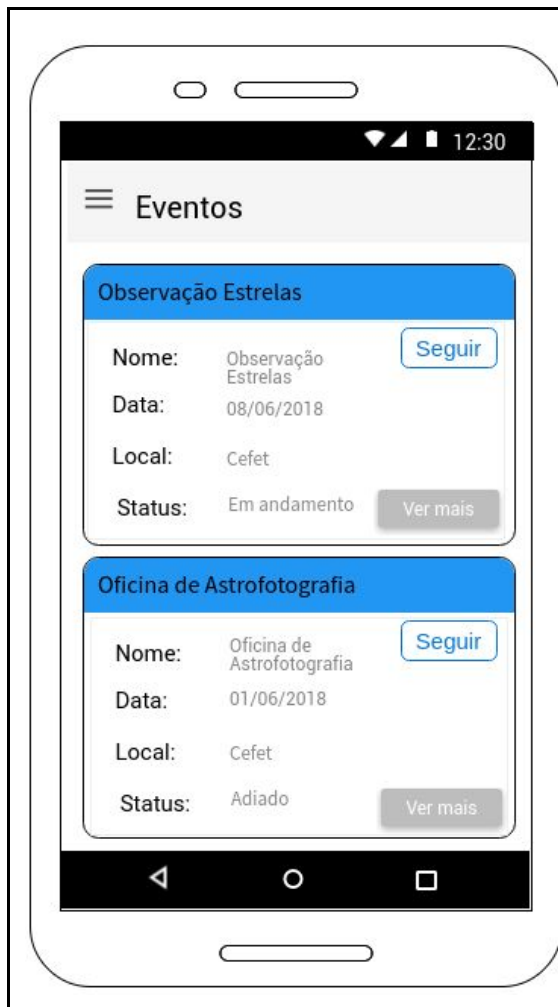 12:30
Eventos
Observação Estrelas
Seguir
Nome: Observação
Estrelas
Data: 08/06/2018
Local: Cefet
Status: Em andamento
Ver mais
Oficina de Astrofotografia
Seguir
Nome: Oficina de
Astrofotografia
Data: 01/06/2018
Local: Cefet
Status: Adiado
Ver mais